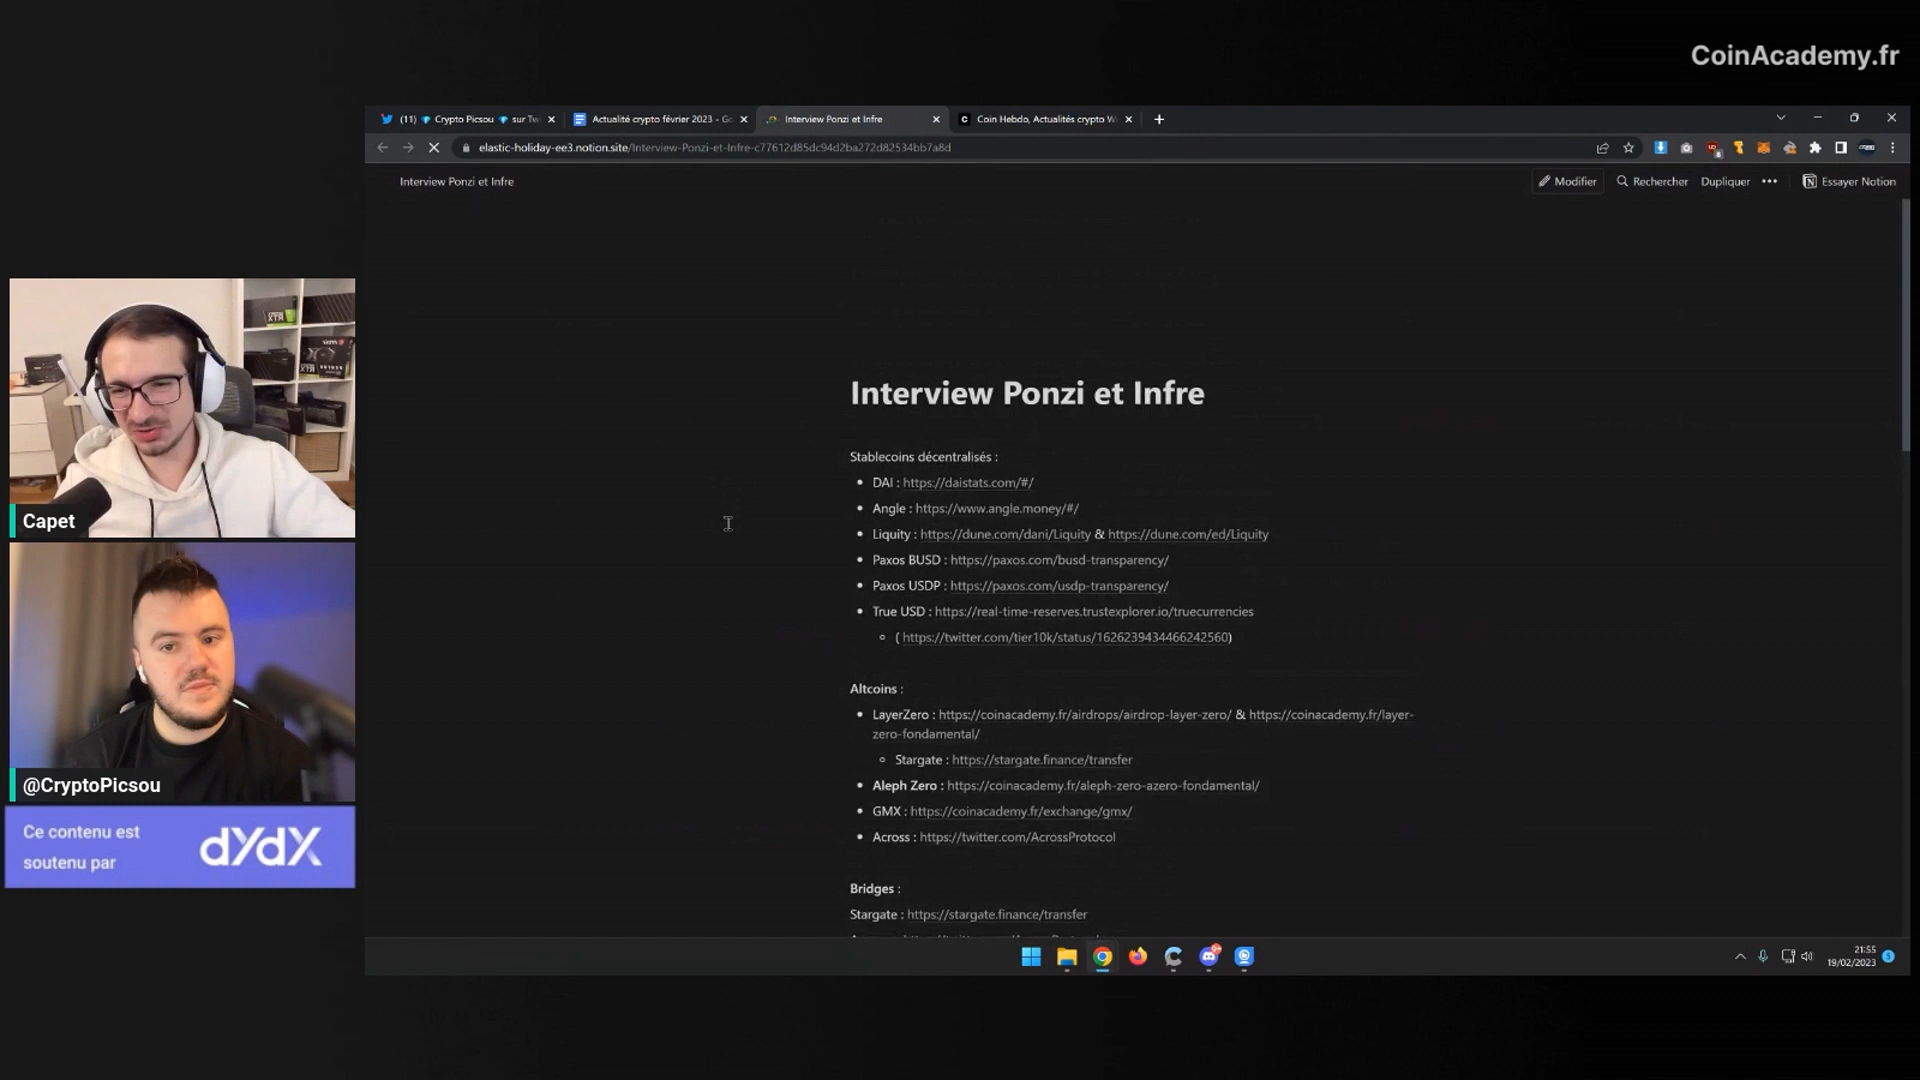 CoinAcademy.fr
(11) Crypto Picsou sur Tw
Actualité crypto février 2023 - Go
Interview Ponzi et Infre
Coin Hebdo, Actualités crypto W
elastic-holiday-ee3.notion.site/Interview-Ponzi-et-Infre-c77612d85dc94d2ba272d82534bb7a8d
Interview Ponzi et Infre
Modifier
Rechercher
Dupliquer
Essayer Notion
Interview Ponzi et Infre
Stablecoins décentralisés :
DAI : https://daistats.com/#/
Angle : https://www.angle.money/#/
Liquity : https://dune.com/dani/Liquity & https://dune.com/ed/Liquity
Paxos BUSD : https://paxos.com/busd-transparency/
Paxos USDP : https://paxos.com/usdp-transparency/
True USD : https://real-time-reserves.trustexplorer.io/truecurrencies
( https://twitter.com/tier10k/status/1626239434466242560)
Altcoins :
LayerZero : https://coinacademy.fr/airdrops/airdrop-layer-zero/ & https://coinacademy.fr/layer-
zero-fondamental/
Stargate : https://stargate.finance/transfer
Aleph Zero : https://coinacademy.fr/aleph-zero-azero-fondamental/
GMX : https://coinacademy.fr/exchange/gmx/
Across : https://twitter.com/AcrossProtocol
Bridges :
Stargate : https://stargate.finance/transfer
Capet
@CryptoPicsou
Ce contenu est
soutenu par
dYdX
21:55
19/02/2023